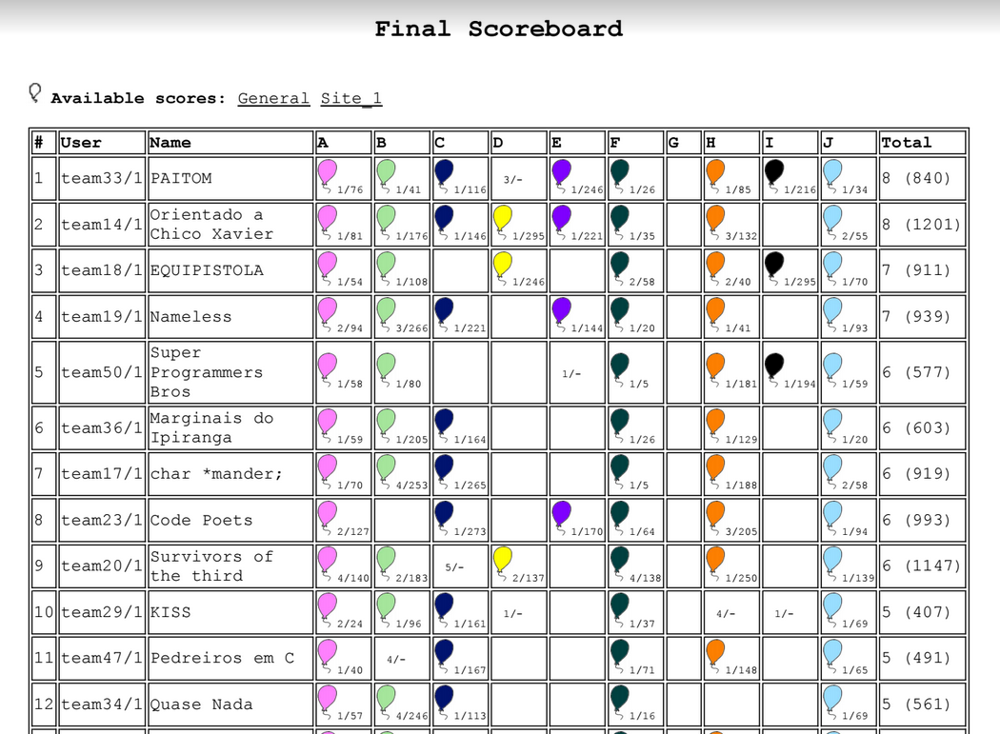 Final Scoreboard
Available scores: General Site_1
# User Name A B C D E F G H I J Total
1 team33/1 PAITOM 1/76 1/41 1/116 3/- 1/246 1/26 1/85 1/216 1/34 8 (840)
2 team14/1 Orientado a Chico Xavier 1/81 1/176 1/146 1/295 1/221 1/35 3/132 2/55 8 (1201)
3 team18/1 EQUIPISTOLA 1/54 1/108 1/246 2/58 2/40 1/295 1/70 7 (911)
4 team19/1 Nameless 2/94 3/266 1/221 1/144 1/20 1/41 1/93 7 (939)
5 team50/1 Super Programmers Bros 1/58 1/80 1/- 1/5 1/181 1/194 1/59 6 (577)
6 team36/1 Marginais do Ipiranga 1/59 1/205 1/164 1/26 1/129 1/20 6 (603)
7 team17/1 char *mander; 1/70 4/253 1/265 1/5 1/188 2/58 6 (919)
8 team23/1 Code Poets 2/127 1/273 1/170 1/64 3/205 1/94 6 (993)
9 team20/1 Survivors of the third 4/140 2/183 5/- 2/137 4/138 1/250 1/139 6 (1147)
10 team29/1 KISS 2/24 1/96 1/161 1/- 1/37 4/- 1/- 1/69 5 (407)
11 team47/1 Pedreiros em C 1/40 4/- 1/167 1/71 1/148 1/65 5 (491)
12 team34/1 Quase Nada 1/57 4/246 1/113 1/16 1/69 5 (561)